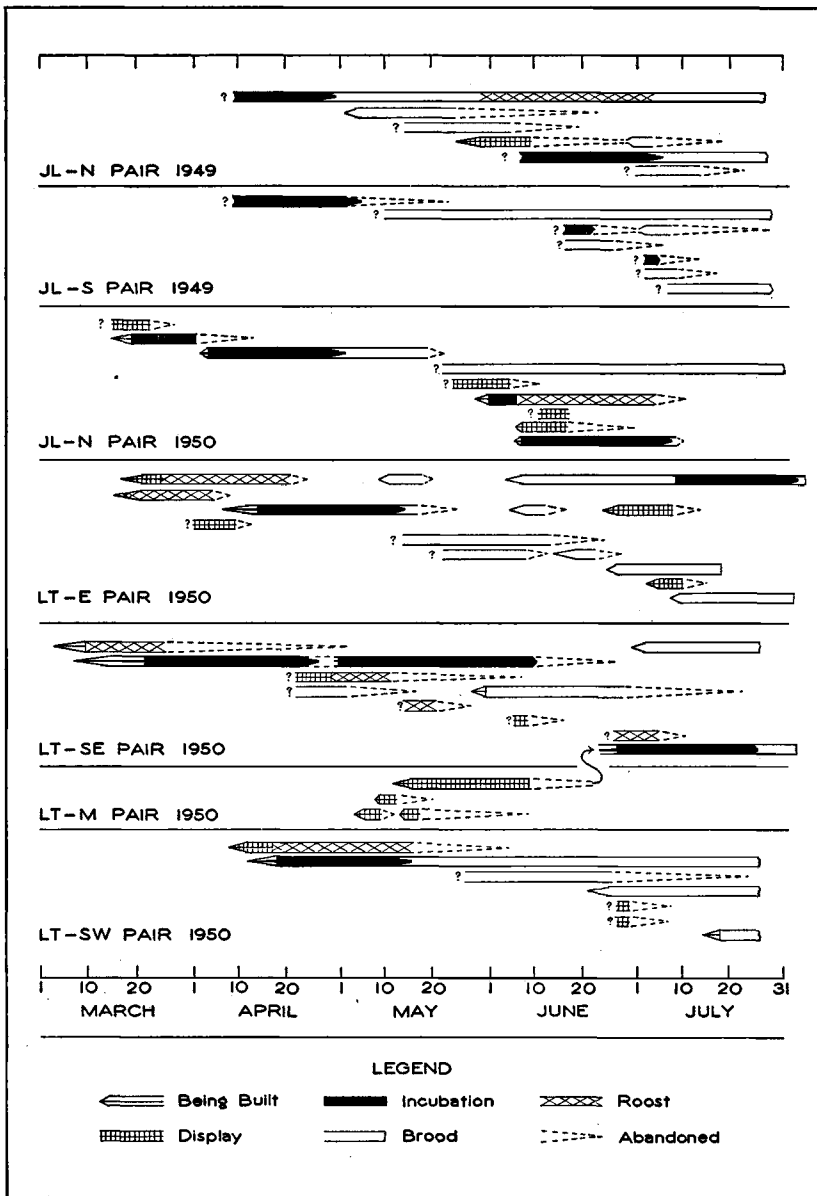 ?
?
?
?
JL-N PAIR 1949
?
?
?
?
?
?
?
JL-S PAIR 1949
?
?
?
?
JL-N PAIR 1950
?
?
?
LT-E PAIR 1950
?
?
?
?
?
LT-SE PAIR 1950
LT-M PAIR 1950
?
?
?
LT-SW PAIR 1950
1 10 20 1 10 20 1 10 20 1 10 20 1 10 20 31
MARCH APRIL MAY JUNE JULY
LEGEND
Being Built Incubation Roost
Display Brood Abandoned